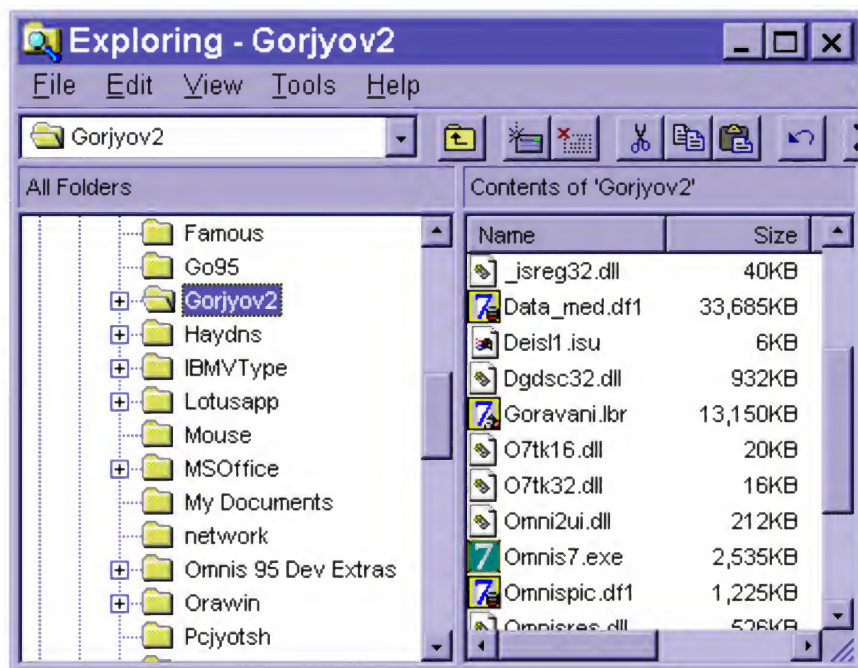 Exploring - Gorjyov2
File Edit View Tools Help
Gorjyov2
All Folders
Contents of 'Gorjyov2'
Famous
Go95
Gorjyov2
Haydns
IBMVType
Lotusapp
Mouse
MSOffice
My Documents
network
Omnis 95 Dev Extras
Orawin
Pcjyotsh
Name Size
_isreg32.dll 40KB
Data_med.df1 33,685KB
Deisl1.isu 6KB
Dgdsc32.dll 932KB
Goravani.lbr 13,150KB
O7tk16.dll 20KB
O7tk32.dll 16KB
Omni2ui.dll 212KB
Omnis7.exe 2,535KB
Omnispic.df1 1,225KB
Omnisres.dll 526KB